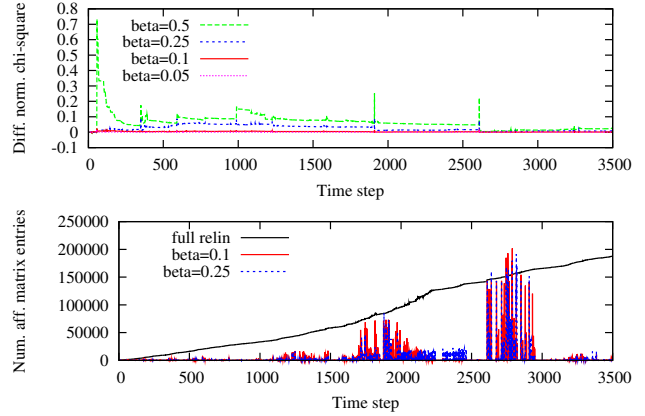 Diff. norm. chi-square
0.8
0.7
0.6
0.5
0.4
0.3
0.2
0.1
0
-0.1
beta=0.5
beta=0.25
beta=0.1
beta=0.05
0 500 1000 1500 2000 2500 3000 3500
Time step
Num. aff. matrix entries
250000
200000
150000
100000
50000
0
full relin
beta=0.1
beta=0.25
0 500 1000 1500 2000 2500 3000 3500
Time step